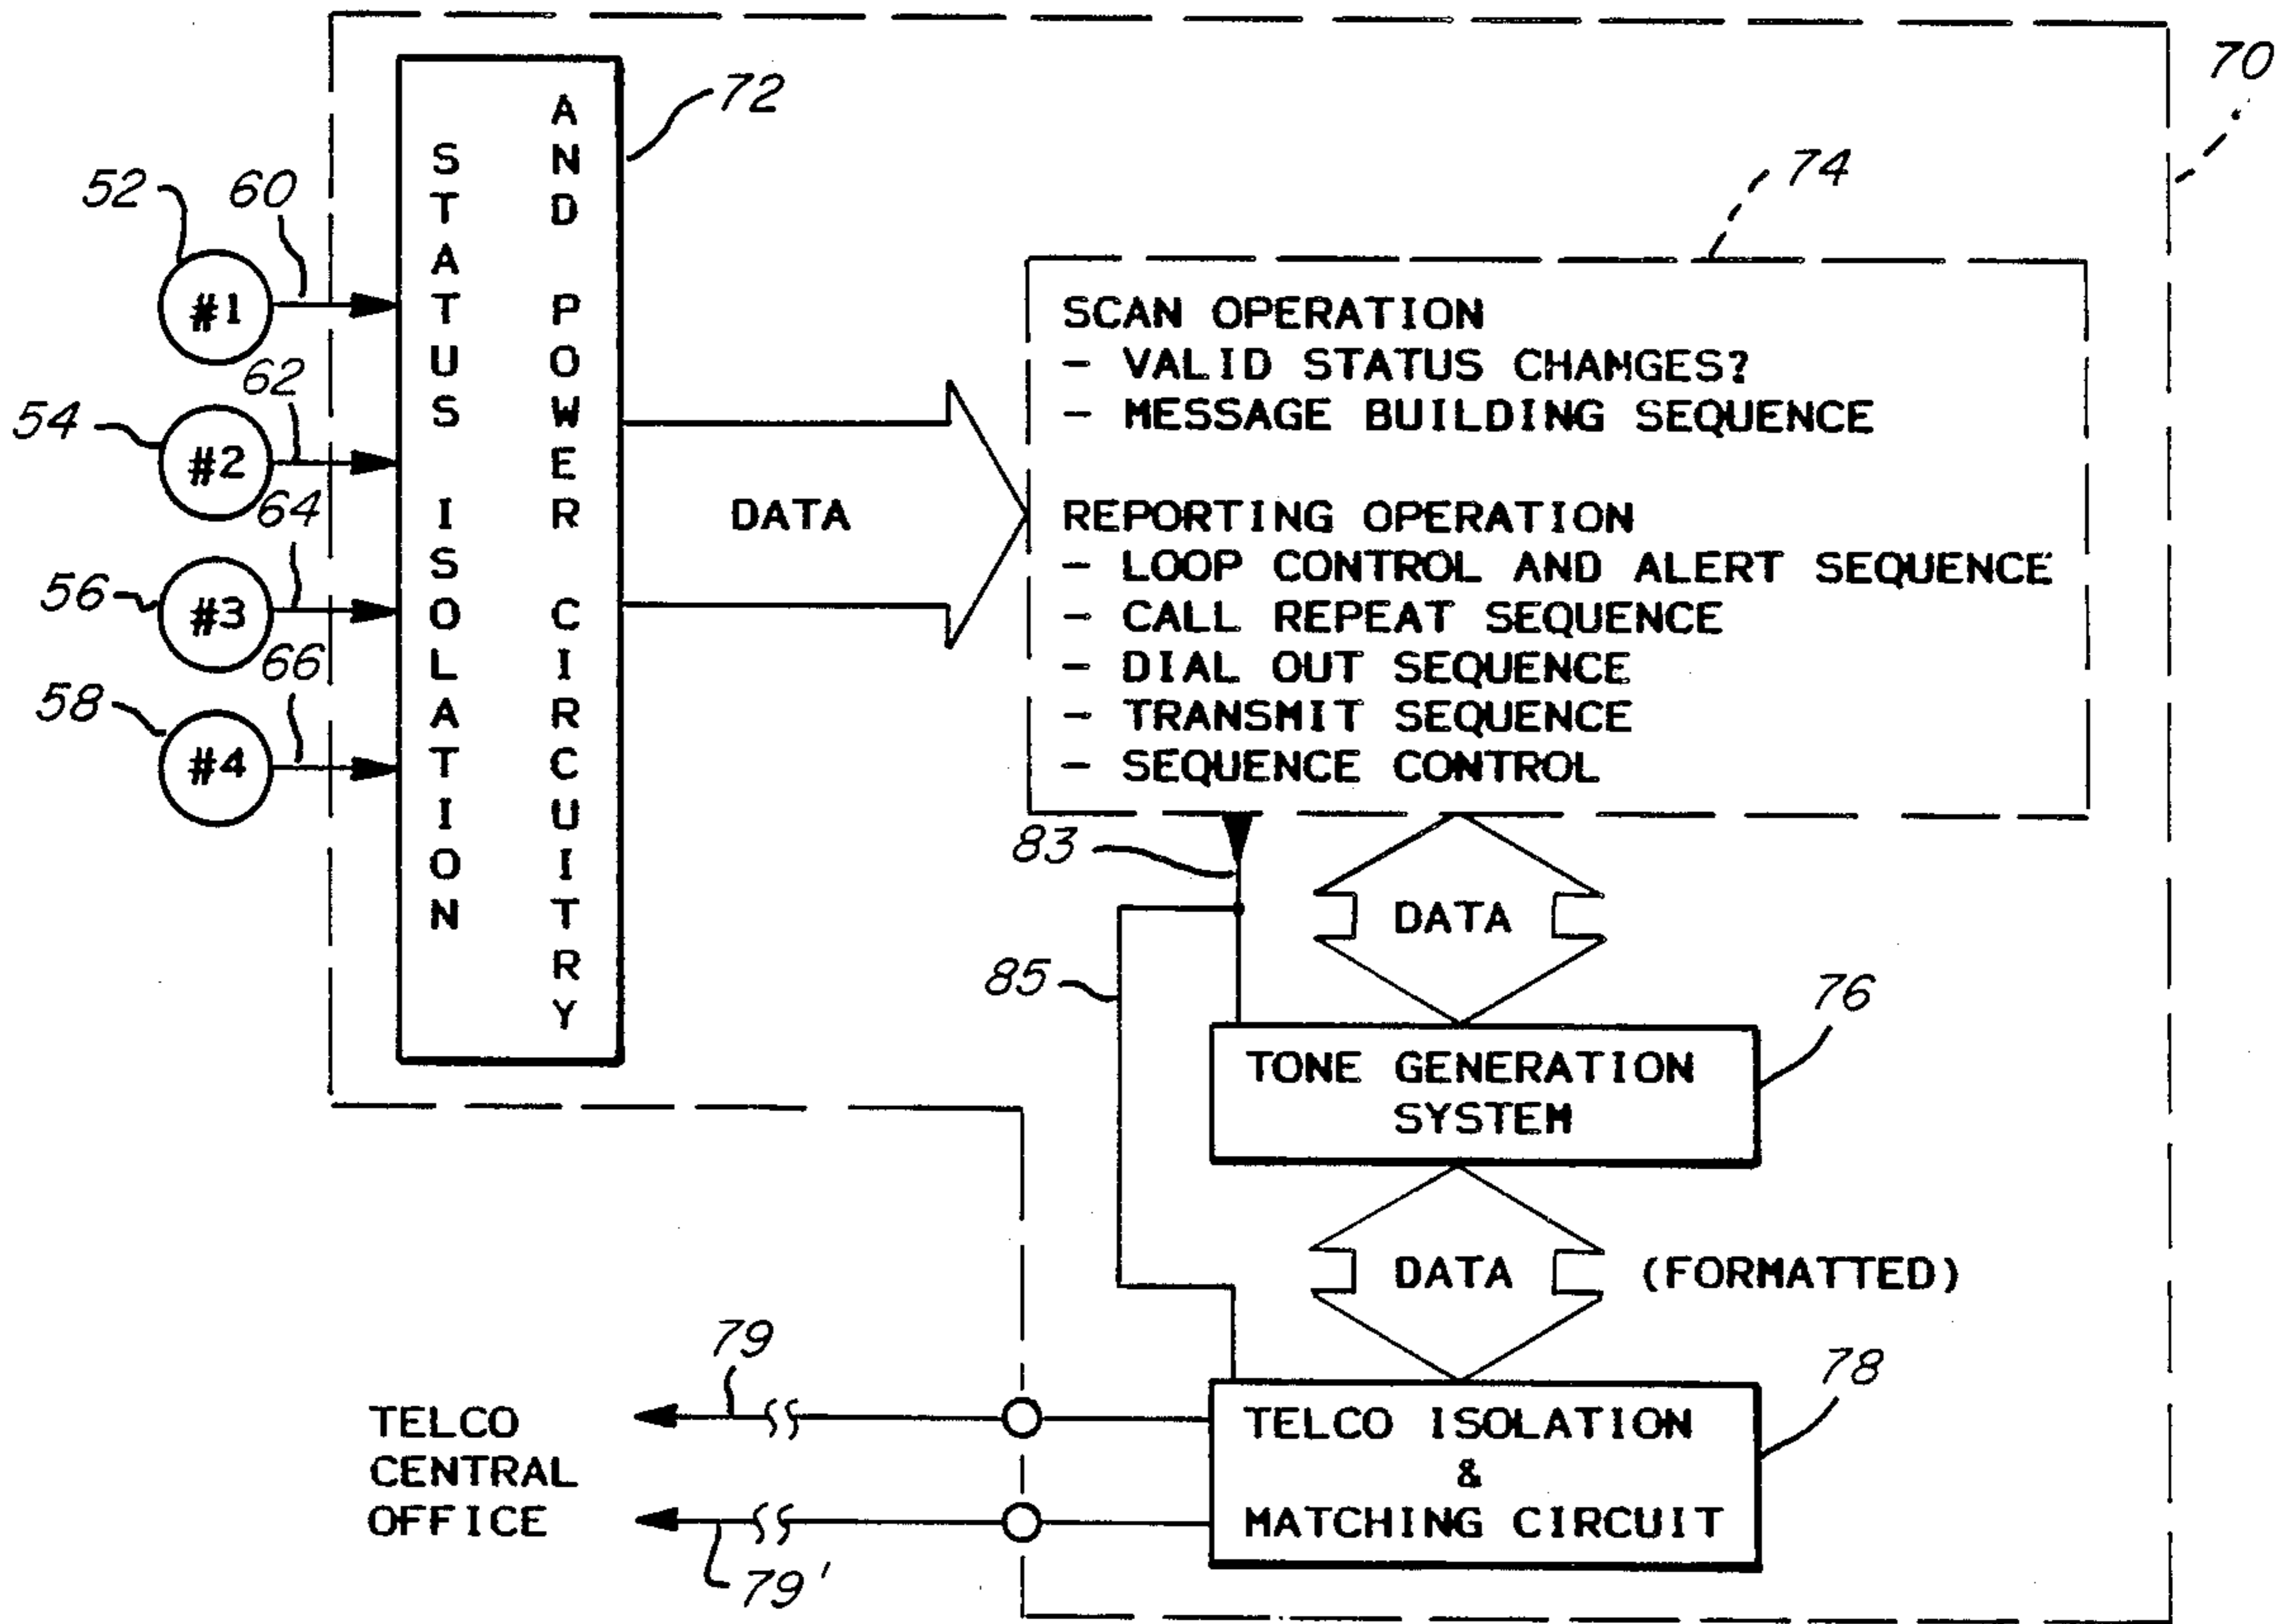 70
72
STATUS ISOLATION
AND POWER CIRCUITRY
74
52
60
#1
62
54
#2
64
56
#3
66
58
#4
DATA
SCAN OPERATION
- VALID STATUS CHANGES?
- MESSAGE BUILDING SEQUENCE
REPORTING OPERATION
- LOOP CONTROL AND ALERT SEQUENCE
- CALL REPEAT SEQUENCE
- DIAL OUT SEQUENCE
- TRANSMIT SEQUENCE
- SEQUENCE CONTROL
83
DATA
85
76
TONE GENERATION
SYSTEM
DATA (FORMATTED)
79
78
TELCO
CENTRAL
OFFICE
TELCO ISOLATION
&
MATCHING CIRCUIT
79'